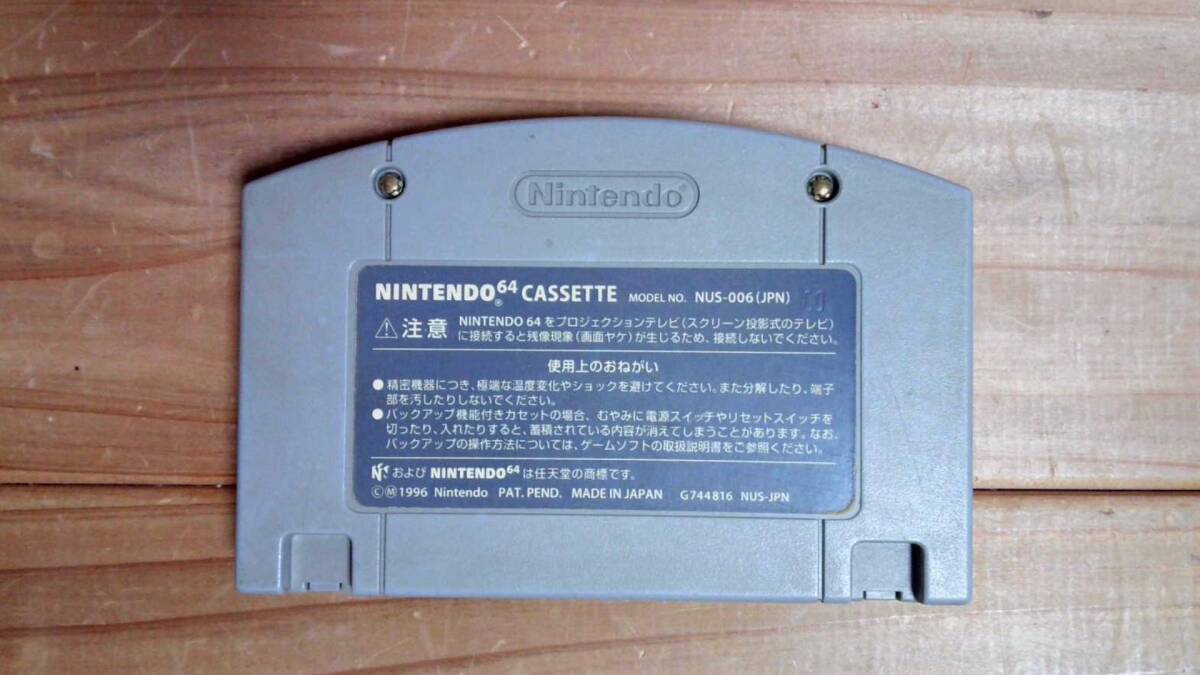 Nintendo®
NINTENDO64® CASSETTE MODEL NO. NUS-006(JPN) 11
⚠注意 NINTENDO 64 をプロジェクションテレビ(スクリーン投影式のテレビ)
に接続すると残像現象(画面ヤケ)が生じるため、接続しないでください。
使用上のおねがい
●精密機器につき、極端な温度変化やショックを避けてください。また分解したり、端子
部を汚したりしないでください。
●バックアップ機能付きカセットの場合、むやみに電源スイッチやリセットスイッチを
切ったり、入れたりすると、蓄積されている内容が消えてしまうことがあります。なお、
バックアップの操作方法については、ゲームソフトの取扱説明書をご参照ください。
および NINTENDO64 は任天堂の商標です。
ⒸⓂ1996 Nintendo PAT. PEND. MADE IN JAPAN G744816 NUS-JPN